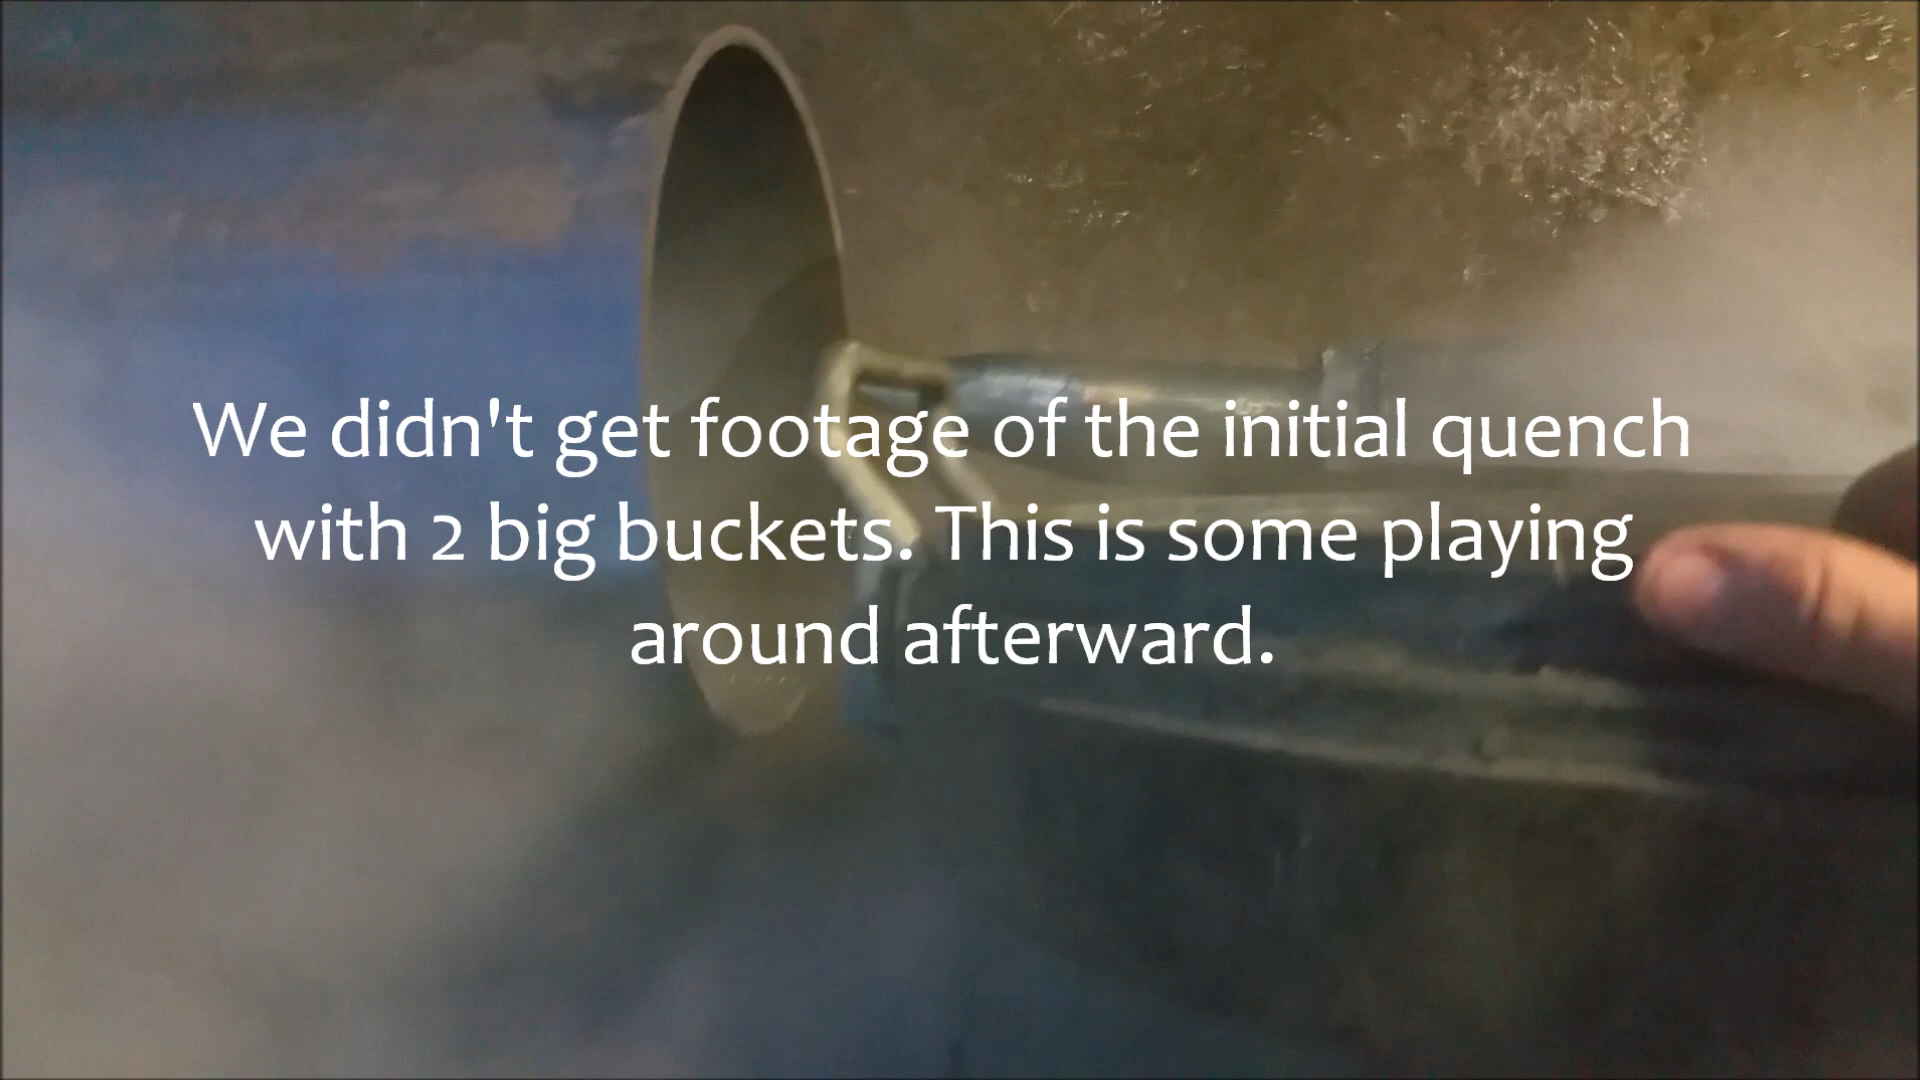 We didn't get footage of the initial quench
with 2 big buckets. This is some playing
around afterward.